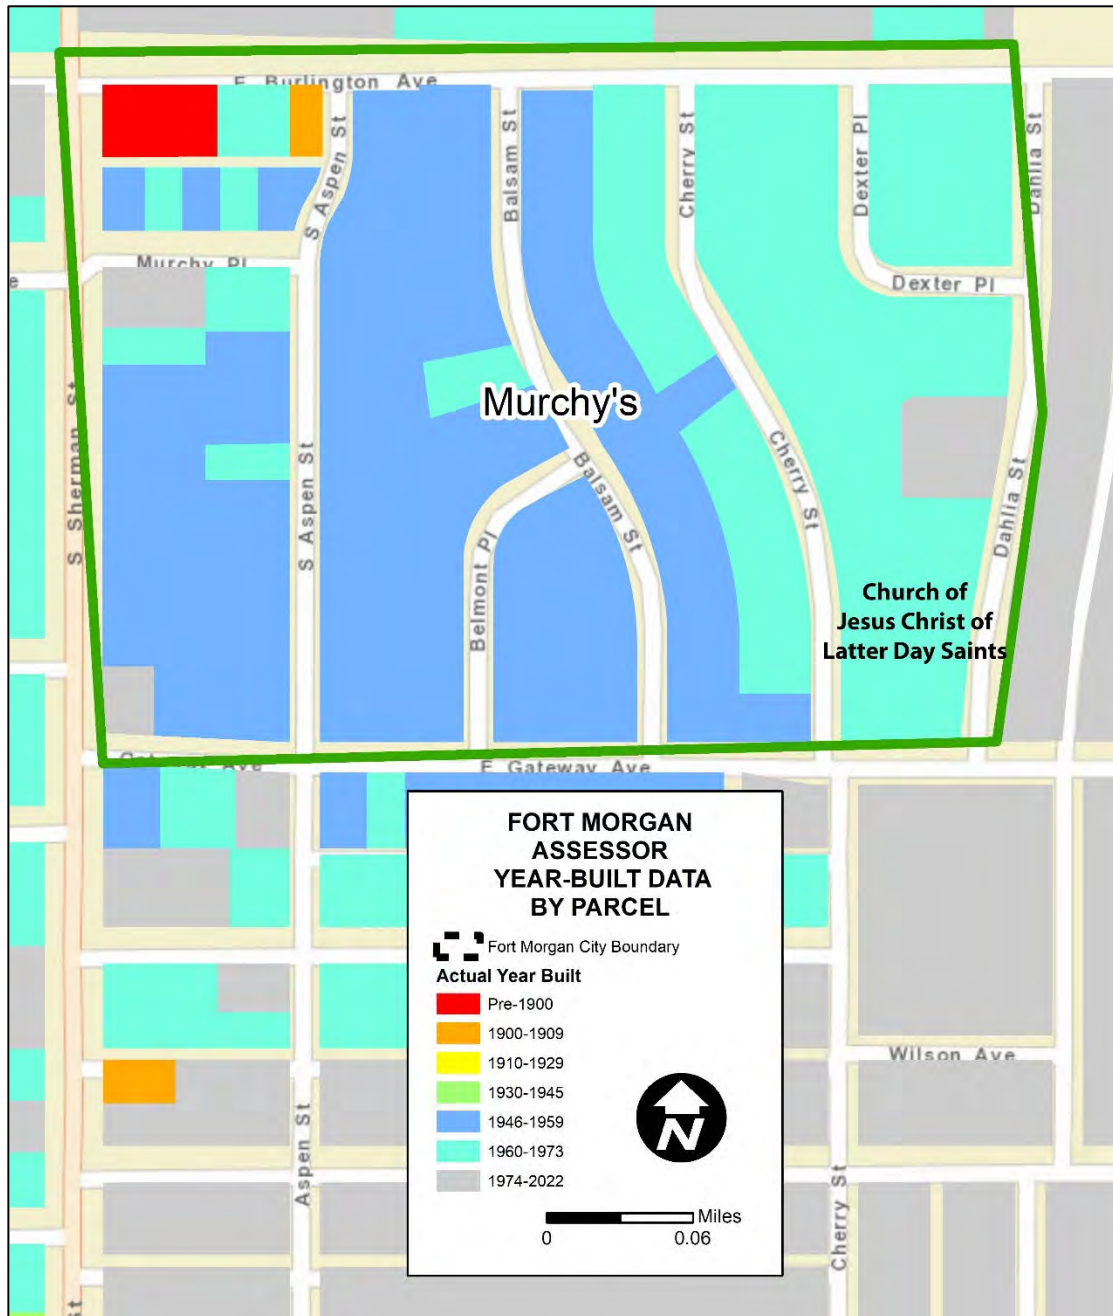 E Burlington Ave
S Aspen St
Balsam St
Cherry St
Dexter Pl
Dahlia St
Murchy Pl
Dexter Pl
e
Murchy's
S Sherman St
S Aspen St
Balsam St
Cherry St
Belmont Pl
Dahlia St
Church of
Jesus Christ of
Latter Day Saints
Ave
E Gateway Ave
FORT MORGAN
ASSESSOR
YEAR-BUILT DATA
BY PARCEL
Fort Morgan City Boundary
Actual Year Built
Pre-1900
1900-1909
1910-1929
1930-1945
1946-1959
1960-1973
1974-2022
N
Miles
0 0.06
Wilson Ave
Aspen St
Cherry St
St